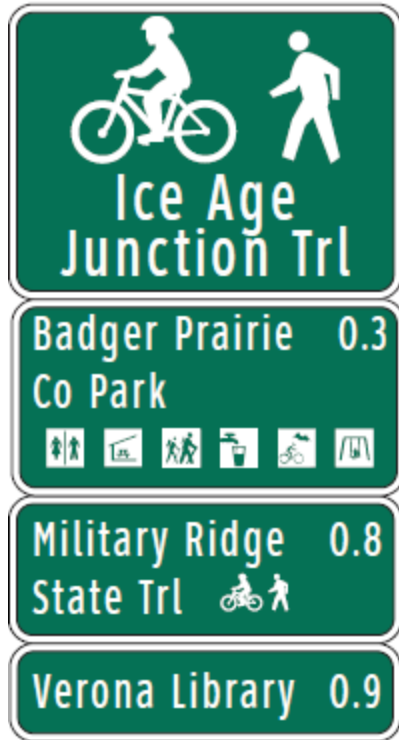 Ice Age
Junction Trl
Badger Prairie 0.3
Co Park
Military Ridge 0.8
State Trl
Verona Library 0.9